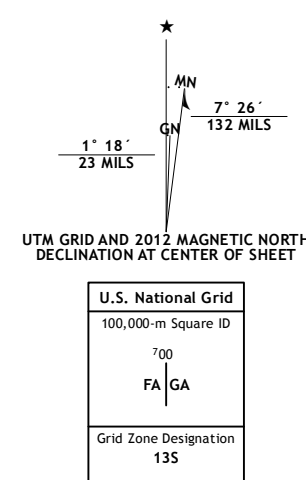 ★
MN
7° 26´
132 MILS
GN
1° 18´
23 MILS
UTM GRID AND 2012 MAGNETIC NORTH
DECLINATION AT CENTER OF SHEET
U.S. National Grid
100,000-m Square ID
⁷00
FA GA
Grid Zone Designation
13S